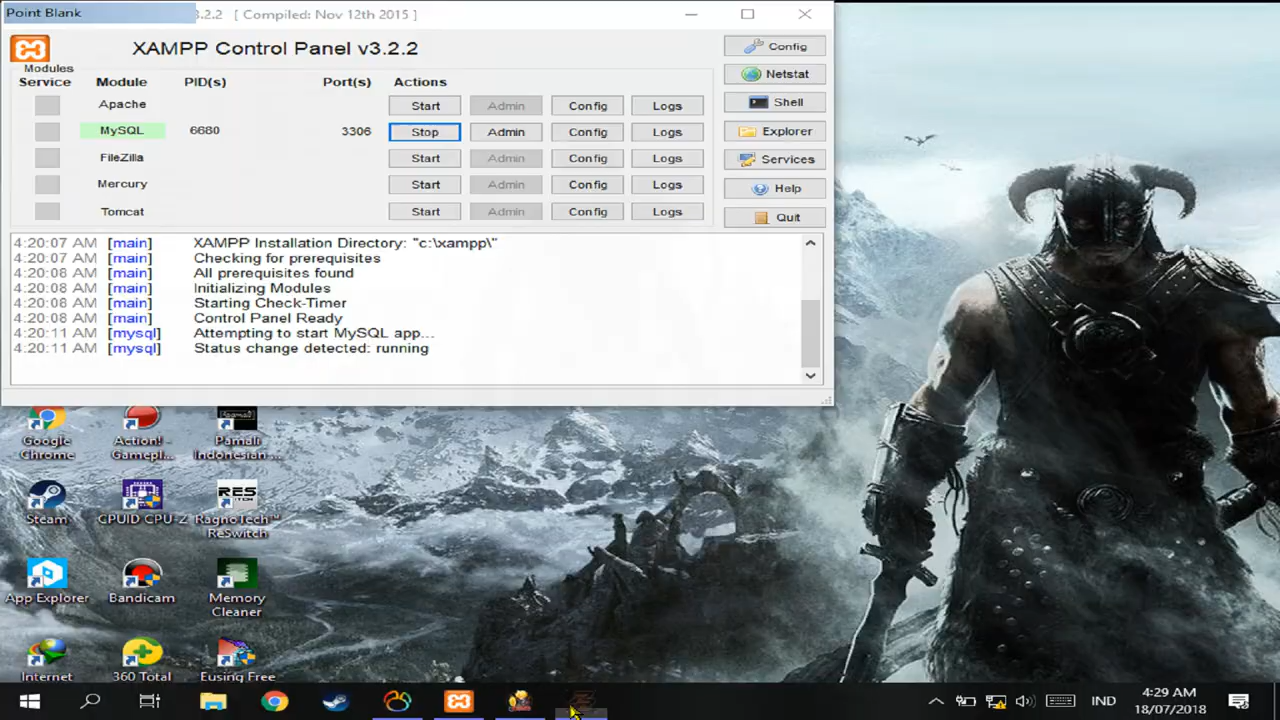 Point Blank
3.2.2 [ Compiled: Nov 12th 2015 ]
XAMPP Control Panel v3.2.2
Config
Modules
Service Module PID(s) Port(s) Actions
Netstat
Apache Start Admin Config Logs
Shell
MySQL 6680 3306 Stop Admin Config Logs
Explorer
FileZilla Start Admin Config Logs
Services
Mercury Start Admin Config Logs
Help
Tomcat Start Admin Config Logs
Quit
4:20:07 AM [main] XAMPP Installation Directory: "c:\xampp\"
4:20:07 AM [main] Checking for prerequisites
4:20:08 AM [main] All prerequisites found
4:20:08 AM [main] Initializing Modules
4:20:08 AM [main] Starting Check-Timer
4:20:08 AM [main] Control Panel Ready
4:20:11 AM [mysql] Attempting to start MySQL app...
4:20:11 AM [mysql] Status change detected: running
Google Chrome
Action! - Gamepl...
Pamali Indonesian ...
Steam
CPUID CPU-Z
RagnoTech™ ReSwitch
App Explorer
Bandicam
Memory Cleaner
Internet
360 Total
Eusing Free
IND
4:29 AM
18/07/2018